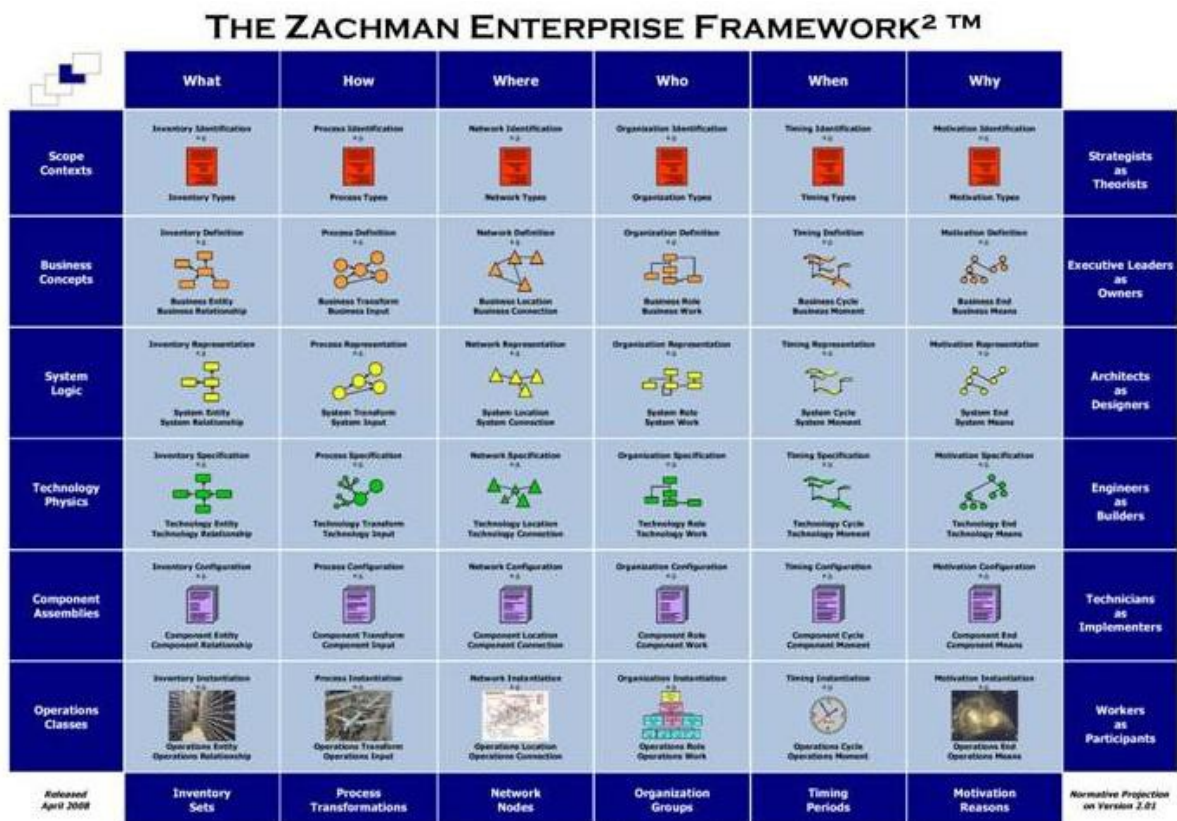 THE ZACHMAN ENTERPRISE FRAMEWORK² ™
What How Where Who When Why
Scope
Contexts
Inventory Identification
e.g.
Inventory Types
Process Identification
e.g.
Process Types
Network Identification
e.g.
Network Types
Organization Identification
e.g.
Organization Types
Timing Identification
e.g.
Timing Types
Motivation Identification
e.g.
Motivation Types
Strategists
as
Theorists
Business
Concepts
Inventory Definition
e.g.
Business Entity
Business Relationship
Process Definition
e.g.
Business Transform
Business Input
Network Definition
e.g.
Business Location
Business Connection
Organization Definition
e.g.
Business Role
Business Work
Timing Definition
e.g.
Business Cycle
Business Moment
Motivation Definition
e.g.
Business End
Business Means
Executive Leaders
as
Owners
System
Logic
Inventory Representation
e.g.
System Entity
System Relationship
Process Representation
e.g.
System Transform
System Input
Network Representation
e.g.
System Location
System Connection
Organization Representation
e.g.
System Role
System Work
Timing Representation
e.g.
System Cycle
System Moment
Motivation Representation
e.g.
System End
System Means
Architects
as
Designers
Technology
Physics
Inventory Specification
e.g.
Technology Entity
Technology Relationship
Process Specification
e.g.
Technology Transform
Technology Input
Network Specification
e.g.
Technology Location
Technology Connection
Organization Specification
e.g.
Technology Role
Technology Work
Timing Specification
e.g.
Technology Cycle
Technology Moment
Motivation Specification
e.g.
Technology End
Technology Means
Engineers
as
Builders
Component
Assemblies
Inventory Configuration
e.g.
Component Entity
Component Relationship
Process Configuration
e.g.
Component Transform
Component Input
Network Configuration
e.g.
Component Location
Component Connection
Organization Configuration
e.g.
Component Role
Component Work
Timing Configuration
e.g.
Component Cycle
Component Moment
Motivation Configuration
e.g.
Component End
Component Means
Technicians
as
Implementers
Operations
Classes
Inventory Instantiation
e.g.
Operations Entity
Operations Relationship
Process Instantiation
e.g.
Operations Transform
Operations Input
Network Instantiation
e.g.
Operations Location
Operations Connection
Organization Instantiation
e.g.
Operations Role
Operations Work
Timing Instantiation
e.g.
Operations Cycle
Operations Moment
Motivation Instantiation
e.g.
Operations End
Operations Means
Workers
as
Participants
Released
April 2008
Inventory
Sets
Process
Transformations
Network
Nodes
Organization
Groups
Timing
Periods
Motivation
Reasons
Normative Projection
on Version 2.01